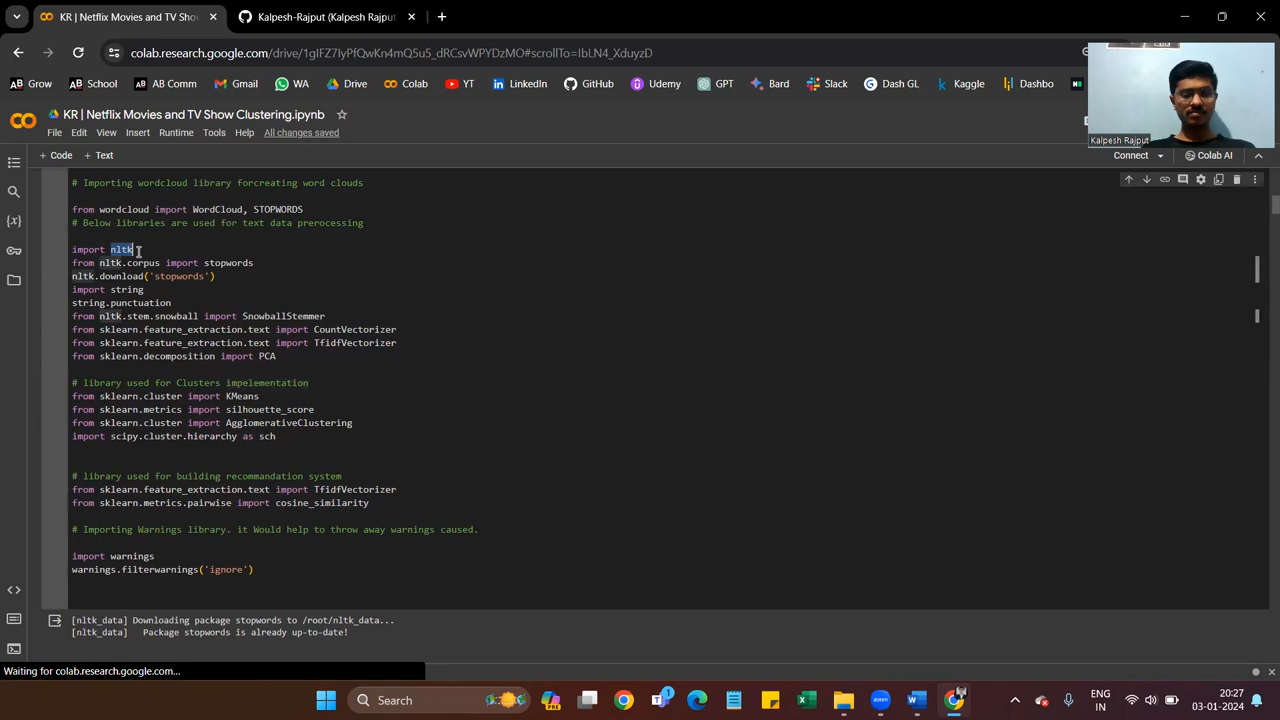 KR | Netflix Movies and TV Show
Kalpesh-Rajput (Kalpesh Rajput)
colab.research.google.com
AB Grow
AB School
AB Comm
Gmail
WA
Drive
Colab
YT
LinkedIn
GitHub
Udemy
GPT
Bard
Dash GL
Kaggle
Dashbo
KR | Netflix Movies and TV Show Clustering.ipynb
File Edit View Insert Runtime Tools Help All changes saved
Kalpesh Rajput
+ Code + Text
Connect
Colab AI
# Importing wordcloud library forcreating word clouds
from wordcloud import WordCloud, STOPWORDS
# Below libraries are used for text data prerocessing
import nltk
from nltk.corpus import stopwords
nltk.download('stopwords')
import string
string.punctuation
from nltk.stem.snowball import SnowballStemmer
from sklearn.feature_extraction.text import CountVectorizer
from sklearn.feature_extraction.text import TfidfVectorizer
from sklearn.decomposition import PCA
# library used for Clusters impelementation
from sklearn.cluster import KMeans
from sklearn.metrics import silhouette_score
from sklearn.cluster import AgglomerativeClustering
import scipy.cluster.hierarchy as sch
# library used for building recommandation system
from sklearn.feature_extraction.text import TfidfVectorizer
from sklearn.metrics.pairwise import cosine_similarity
# Importing Warnings library. it Would help to throw away warnings caused.
import warnings
warnings.filterwarnings('ignore')
[nltk_data] Downloading package stopwords to /root/nltk_data...
[nltk_data] Package stopwords is already up-to-date!
Waiting for colab.research.google.com...
Search
ENG
IN
20:27
03-01-2024